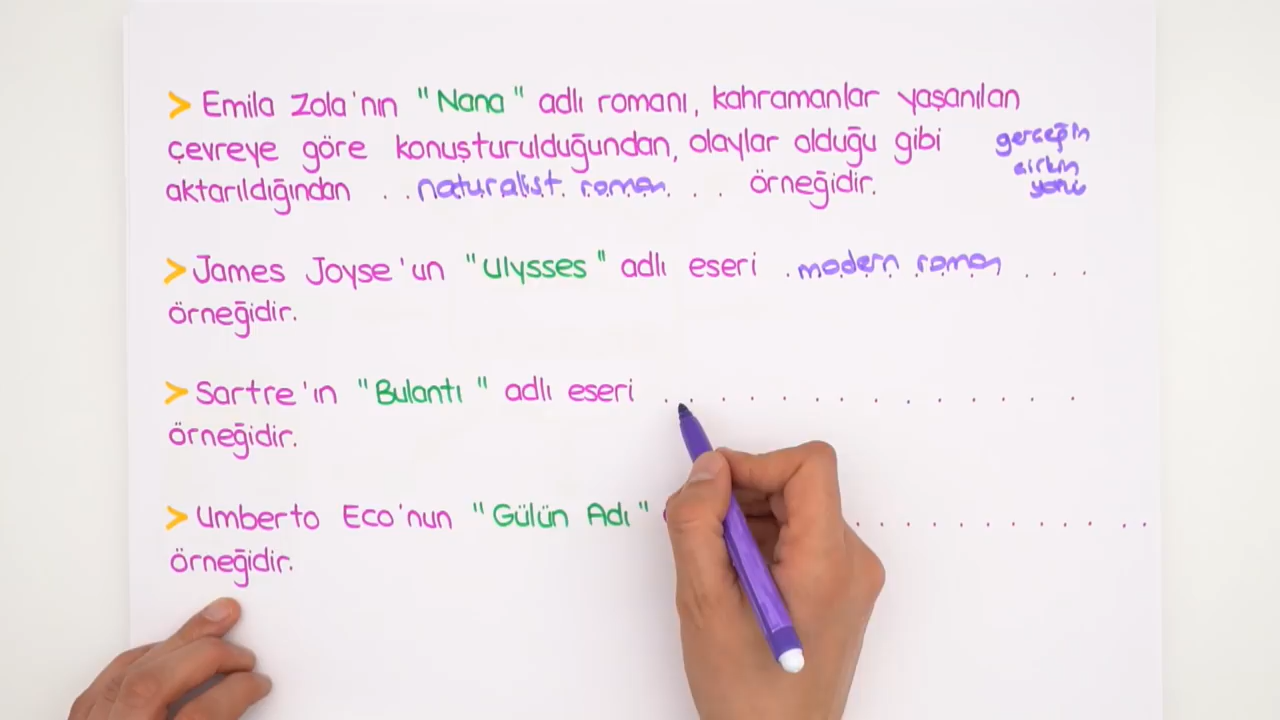 > Emila Zola'nın "Nana" adlı romanı, kahramanlar yaşanılan
çevreye göre konuşturulduğundan, olaylar olduğu gibi
aktarıldığından . . naturalist roman . . örneğidir.
gerçeğin
çirkin
yönü
> James Joyse'un "Ulysses" adlı eseri . modern roman . . .
örneğidir.
> Sartre'ın "Bulantı" adlı eseri . . . . . . . . . . . . . .
örneğidir.
> Umberto Eco'nun "Gülün Adı" . . . . . . . . . .
örneğidir.